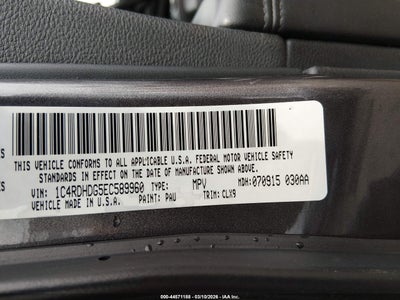 THIS VEHICLE CONFORMS TO ALL APPLICABLE U.S.A. FEDERAL MOTOR VEHICLE SAFETY
STANDARDS IN EFFECT ON THE DATE OF MANUFACTURE SHOWN ABOVE.
VIN: 1C4RDHDG5EC589960 TYPE: MPV MDH: 070915 030AA
VEHICLE MADE IN U.S.A. PAINT: PAU TRIM: CLX9
000-44571188 - 03/10/2026 - IAA Inc.